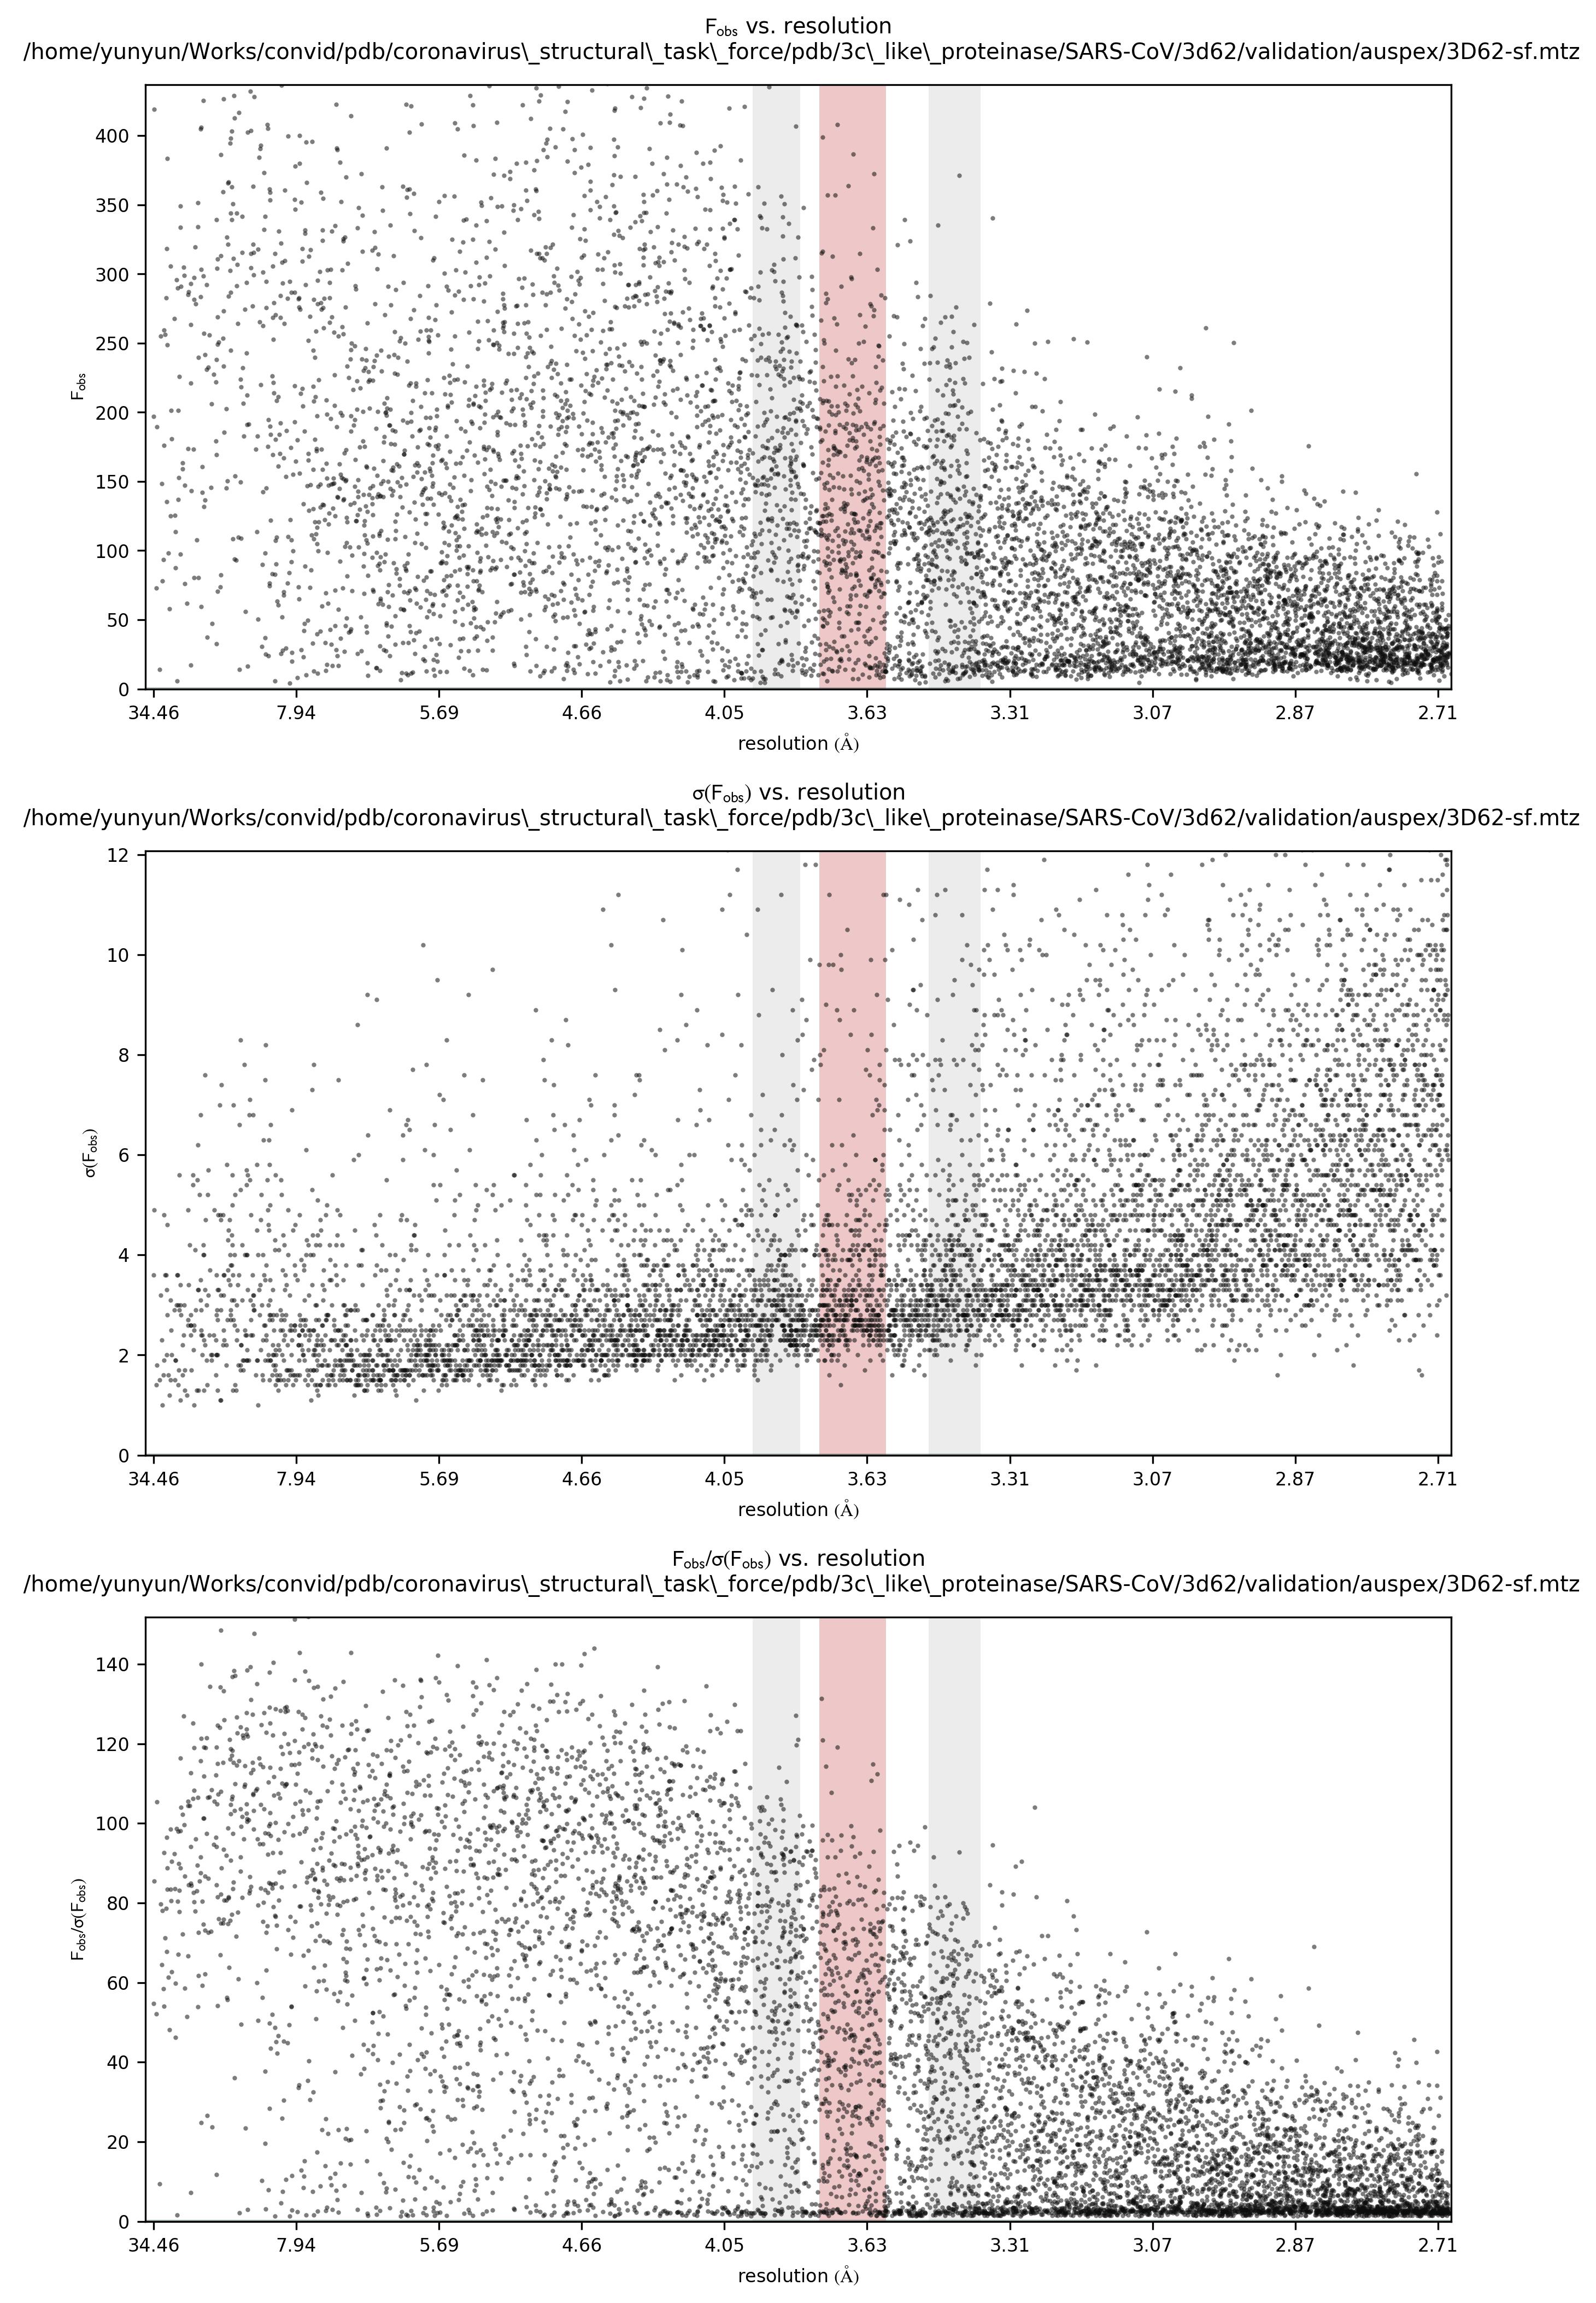 Fobs vs. resolution
/home/yunyun/Works/convid/pdb/coronavirus\_structural\_task\_force/pdb/3c\_like\_proteinase/SARS-CoV/3d62/validation/auspex/3D62-sf.mtz
400
350
300
250
200
150
100
50
0
Fobs
34.46 7.94 5.69 4.66 4.05 3.63 3.31 3.07 2.87 2.71
resolution (Å)
σ(Fobs) vs. resolution
/home/yunyun/Works/convid/pdb/coronavirus\_structural\_task\_force/pdb/3c\_like\_proteinase/SARS-CoV/3d62/validation/auspex/3D62-sf.mtz
12
10
8
6
4
2
0
σ(Fobs)
34.46 7.94 5.69 4.66 4.05 3.63 3.31 3.07 2.87 2.71
resolution (Å)
Fobs/σ(Fobs) vs. resolution
/home/yunyun/Works/convid/pdb/coronavirus\_structural\_task\_force/pdb/3c\_like\_proteinase/SARS-CoV/3d62/validation/auspex/3D62-sf.mtz
140
120
100
80
60
40
20
0
Fobs/σ(Fobs)
34.46 7.94 5.69 4.66 4.05 3.63 3.31 3.07 2.87 2.71
resolution (Å)